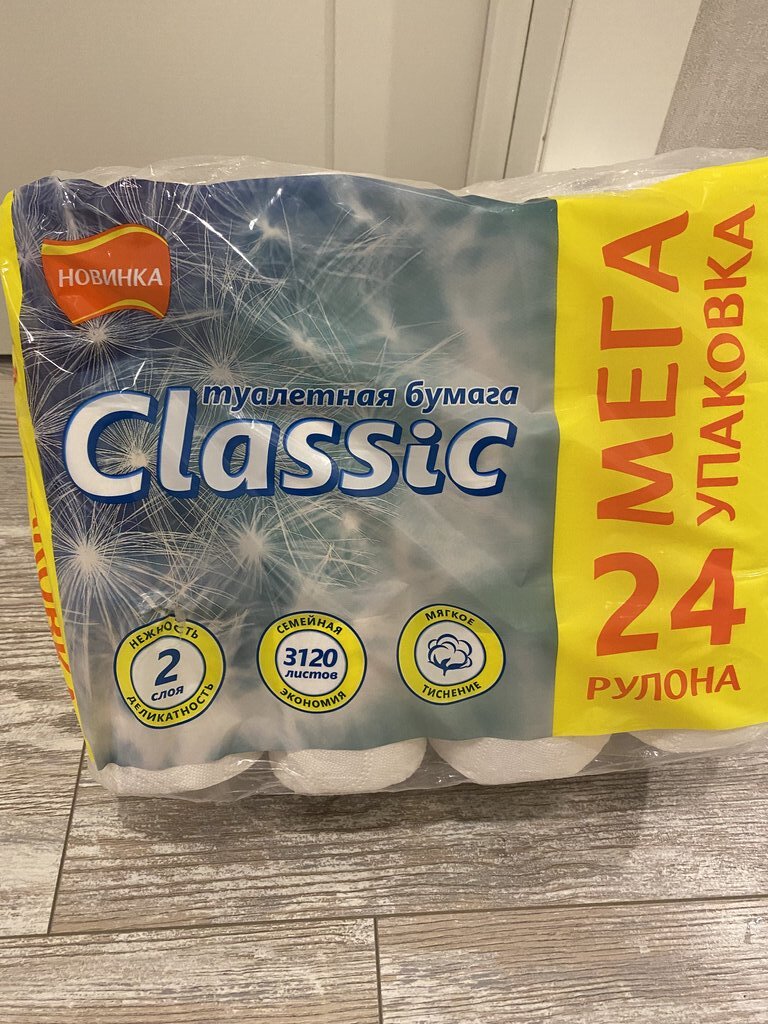 НОВИНКА
туалетная бумага
Classic
НЕЖНОСТЬ
2
слоя
ДЕЛИКАТНОСТЬ
СЕМЕЙНАЯ
3120
листов
ЭКОНОМИЯ
МЯГКОЕ
ТИСНЕНИЕ
МЕГА
УПАКОВКА
24
РУЛОНА